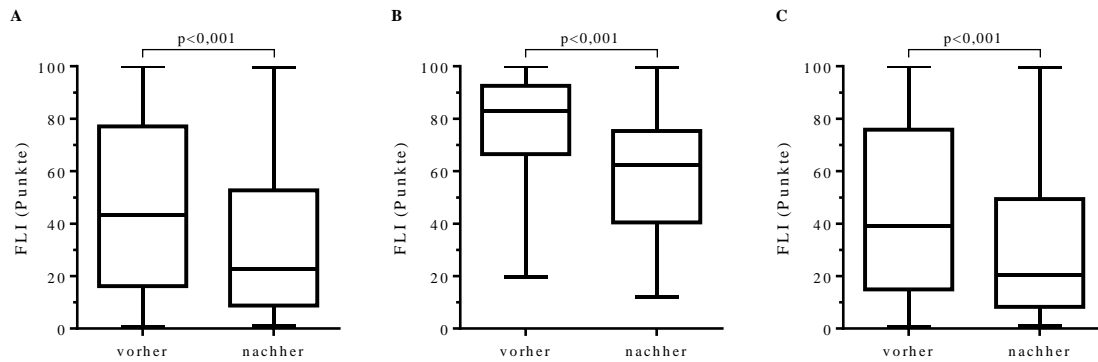 A
p<0,001
100
80
60
40
20
0
FLI (Punkte)
vorher
nachher
B
p<0,001
100
80
60
40
20
0
FLI (Punkte)
vorher
nachher
C
p<0,001
100
80
60
40
20
0
FLI (Punkte)
vorher
nachher